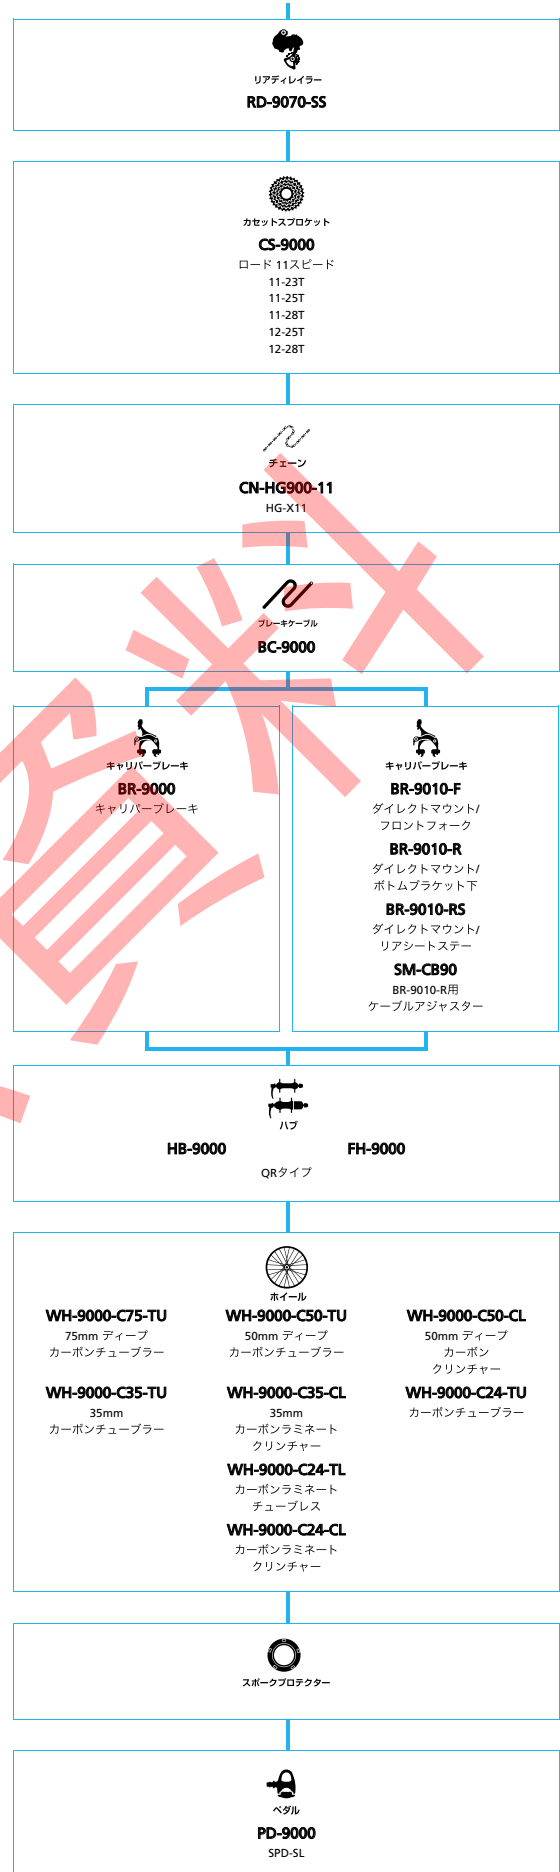 リアディレイラー
RD-9070-SS
カセットスプロケット
CS-9000
ロード 11スピード
11-23T
11-25T
11-28T
12-25T
12-28T
チェーン
CN-HG900-11
HG-X11
ブレーキケーブル
BC-9000
キャリパーブレーキ
BR-9000
キャリパーブレーキ
キャリパーブレーキ
BR-9010-F
ダイレクトマウント/
フロントフォーク
BR-9010-R
ダイレクトマウント/
ボトムブラケット下
BR-9010-RS
ダイレクトマウント/
リアシートステー
SM-CB90
BR-9010-R用
ケーブルアジャスター
ハブ
HB-9000
FH-9000
QRタイプ
ホイール
WH-9000-C75-TU
75mm ディープ
カーボンチューブラー
WH-9000-C50-TU
50mm ディープ
カーボンチューブラー
WH-9000-C50-CL
50mm ディープ
カーボン
クリンチャー
WH-9000-C35-TU
35mm
カーボンチューブラー
WH-9000-C35-CL
35mm
カーボンラミネート
クリンチャー
WH-9000-C24-TU
カーボンチューブラー
WH-9000-C24-TL
カーボンラミネート
チューブレス
WH-9000-C24-CL
カーボンラミネート
クリンチャー
スポークプロテクター
ペダル
PD-9000
SPD-SL
資料